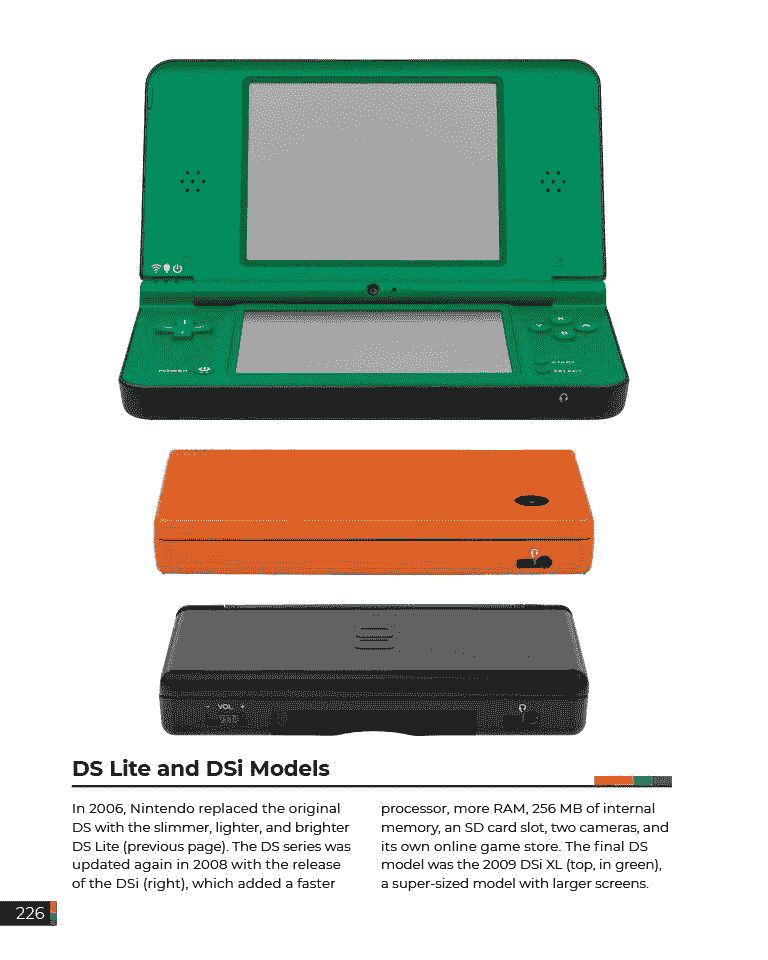 Y
X
A
B
POWER
START
SELECT
- VOL +
DS Lite and DSi Models
In 2006, Nintendo replaced the original
DS with the slimmer, lighter, and brighter
DS Lite (previous page). The DS series was
updated again in 2008 with the release
of the DSi (right), which added a faster
processor, more RAM, 256 MB of internal
memory, an SD card slot, two cameras, and
its own online game store. The final DS
model was the 2009 DSi XL (top, in green),
a super-sized model with larger screens.
226